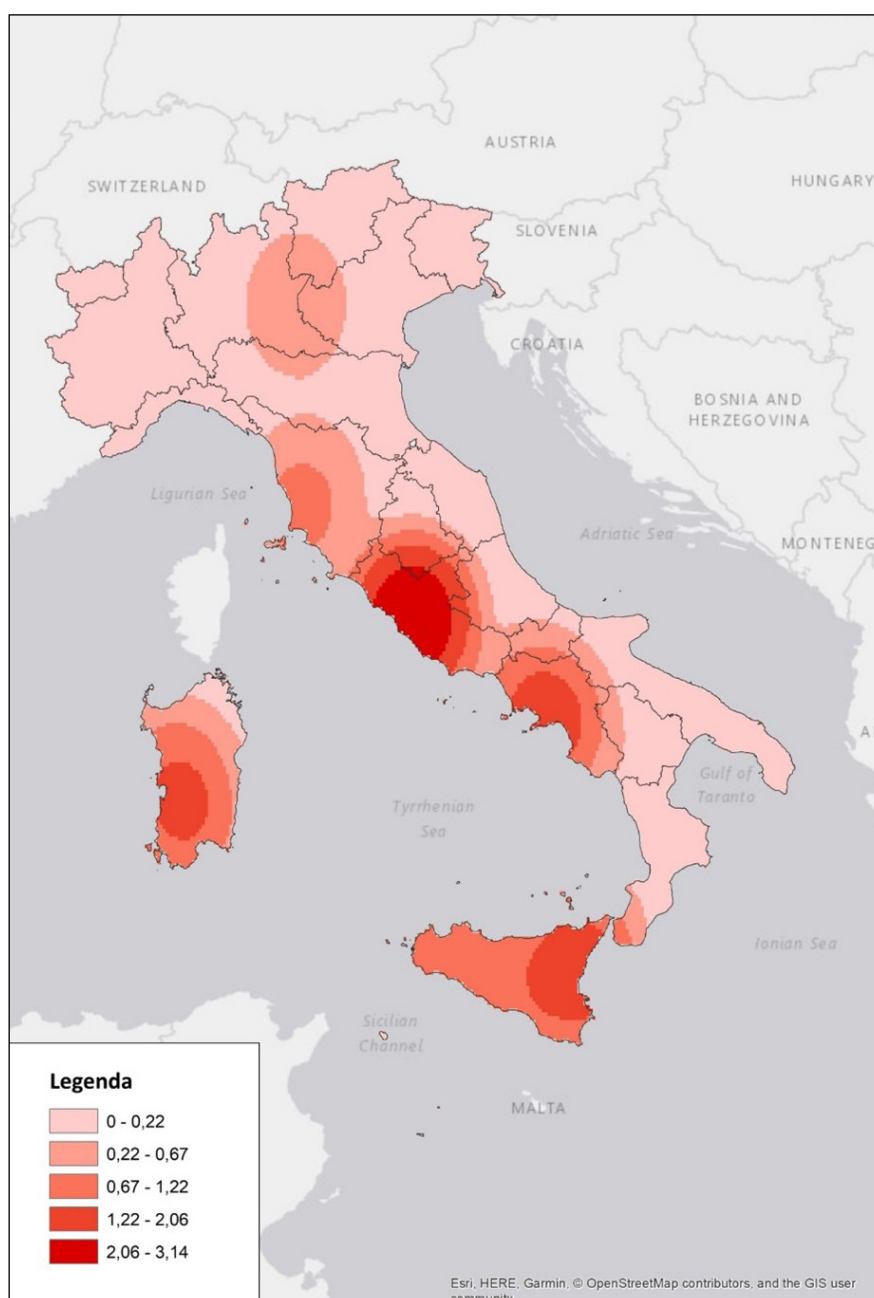 AUSTRIA
SWITZERLAND
HUNGARY
SLOVENIA
CROATIA
BOSNIA AND
HERZEGOVINA
Ligurian Sea
Adriatic Sea
MONTENEG
Gulf of
Taranto
Tyrrhenian
Sea
Ionian Sea
Sicilian
Channel
MALTA
Legenda
0 - 0,22
0,22 - 0,67
0,67 - 1,22
1,22 - 2,06
2,06 - 3,14
Esri, HERE, Garmin, © OpenStreetMap contributors, and the GIS user
community